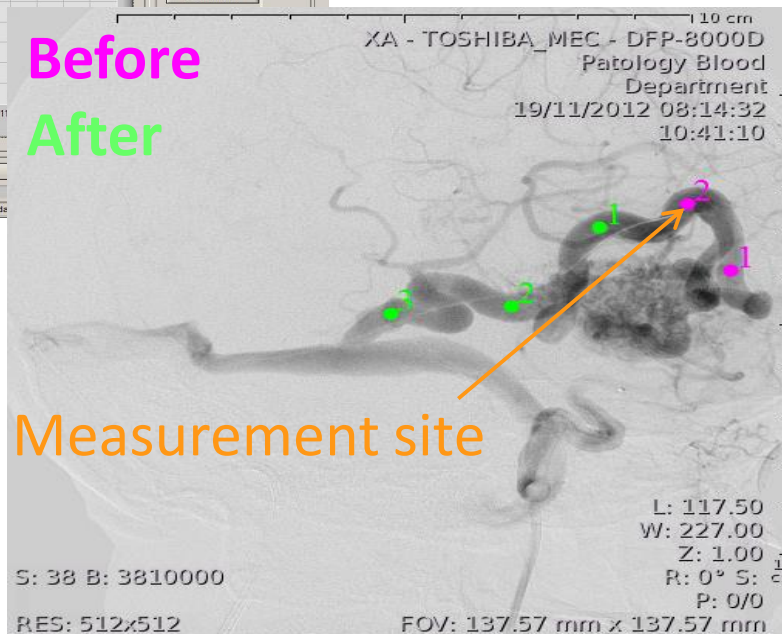 10 cm
Before
XA - TOSHIBA_MEC - DFP-8000D
Patology Blood
Department
19/11/2012 08:14:32
After
10:41:10
2
1
1
3
2
Measurement site
L: 117.50
W: 227.00
Z: 1.00
S: 38 B: 3810000
R: 0° S:
P: 0/0
RES: 512x512
FOV: 137.57 mm x 137.57 mm